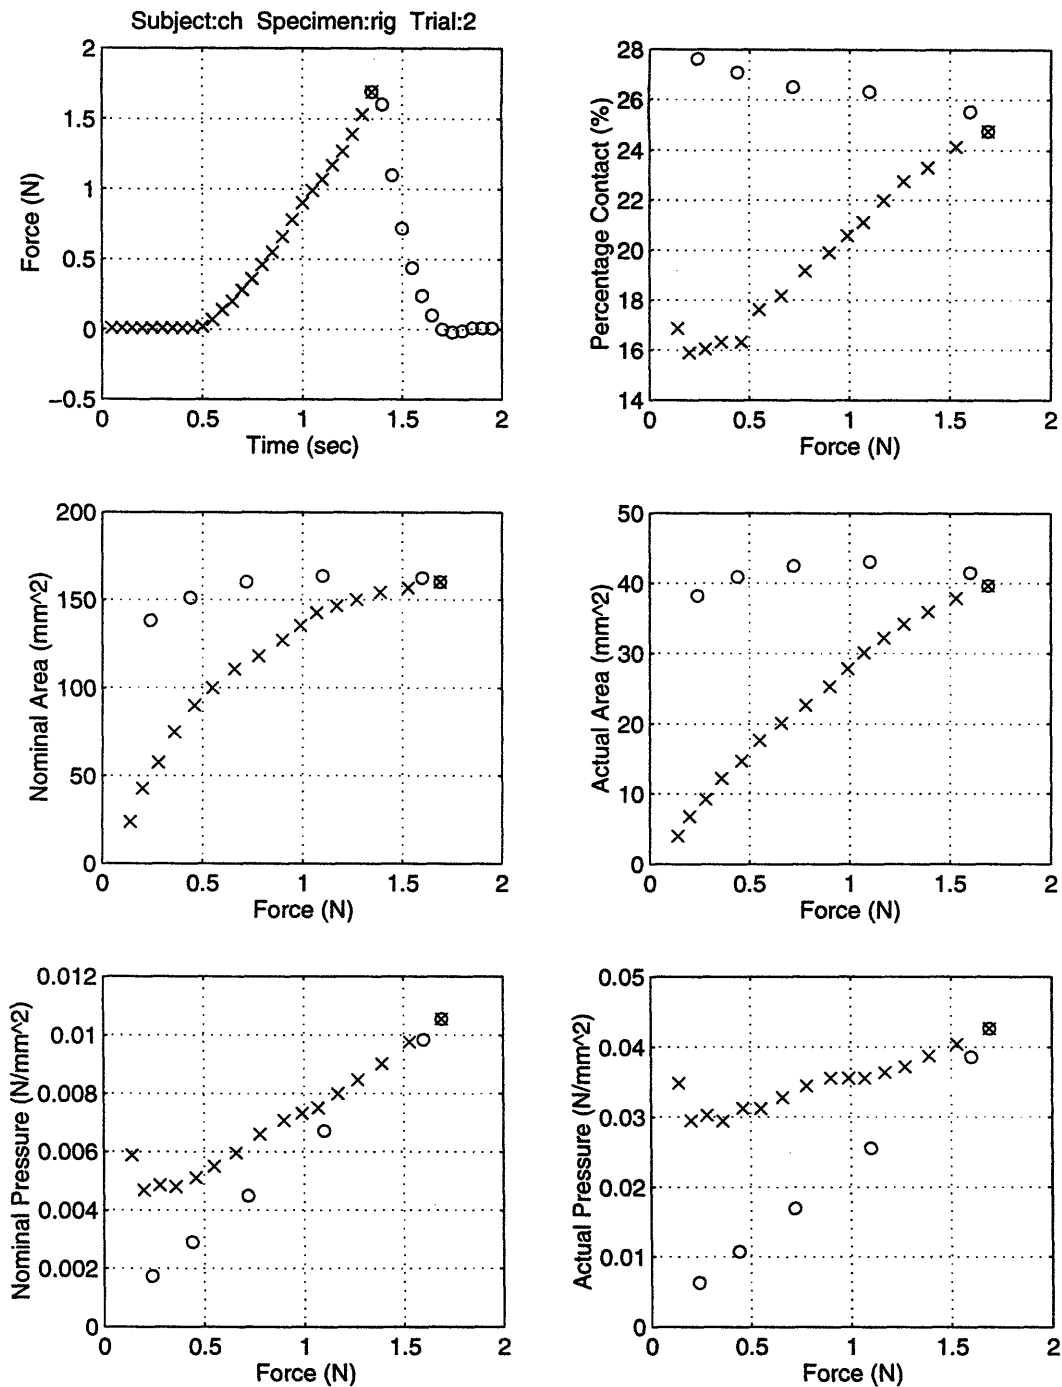 Subject:ch Specimen:rig Trial:2
2
1.5
1
0.5
0
−0.5
Force (N)
0 0.5 1 1.5 2
Time (sec)
28
26
24
22
20
18
16
14
Percentage Contact (%)
0 0.5 1 1.5 2
Force (N)
200
150
100
50
0
Nominal Area (mm^2)
0 0.5 1 1.5 2
Force (N)
50
40
30
20
10
0
Actual Area (mm^2)
0 0.5 1 1.5 2
Force (N)
0.012
0.01
0.008
0.006
0.004
0.002
0
Nominal Pressure (N/mm^2)
0 0.5 1 1.5 2
Force (N)
0.05
0.04
0.03
0.02
0.01
0
Actual Pressure (N/mm^2)
0 0.5 1 1.5 2
Force (N)